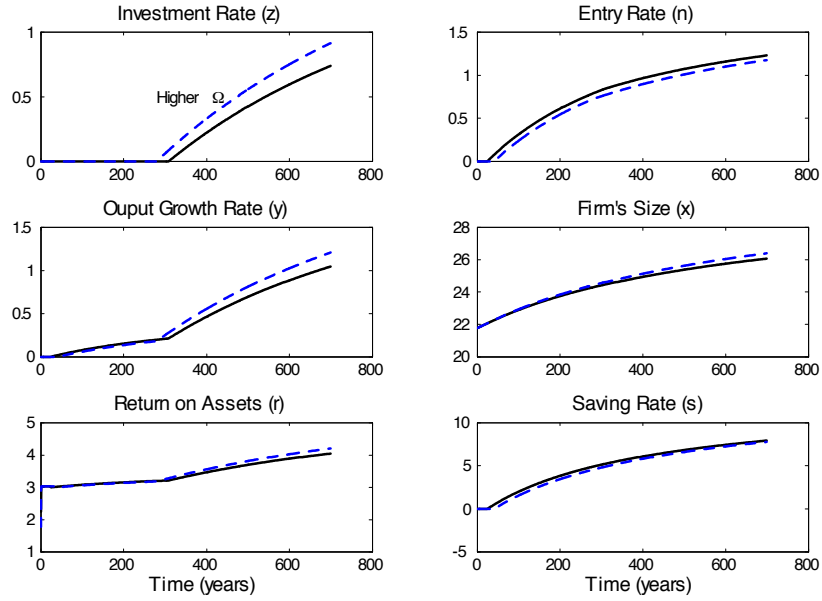 Investment Rate (z)
1
0.5
0
0 200 400 600 800
Higher Ω
Entry Rate (n)
1.5
1
0.5
0
0 200 400 600 800
Ouput Growth Rate (y)
1.5
1
0.5
0
0 200 400 600 800
Firm's Size (x)
28
26
24
22
20
0 200 400 600 800
Return on Assets (r)
5
4
3
2
1
0 200 400 600 800
Time (years)
Saving Rate (s)
10
5
0
-5
0 200 400 600 800
Time (years)